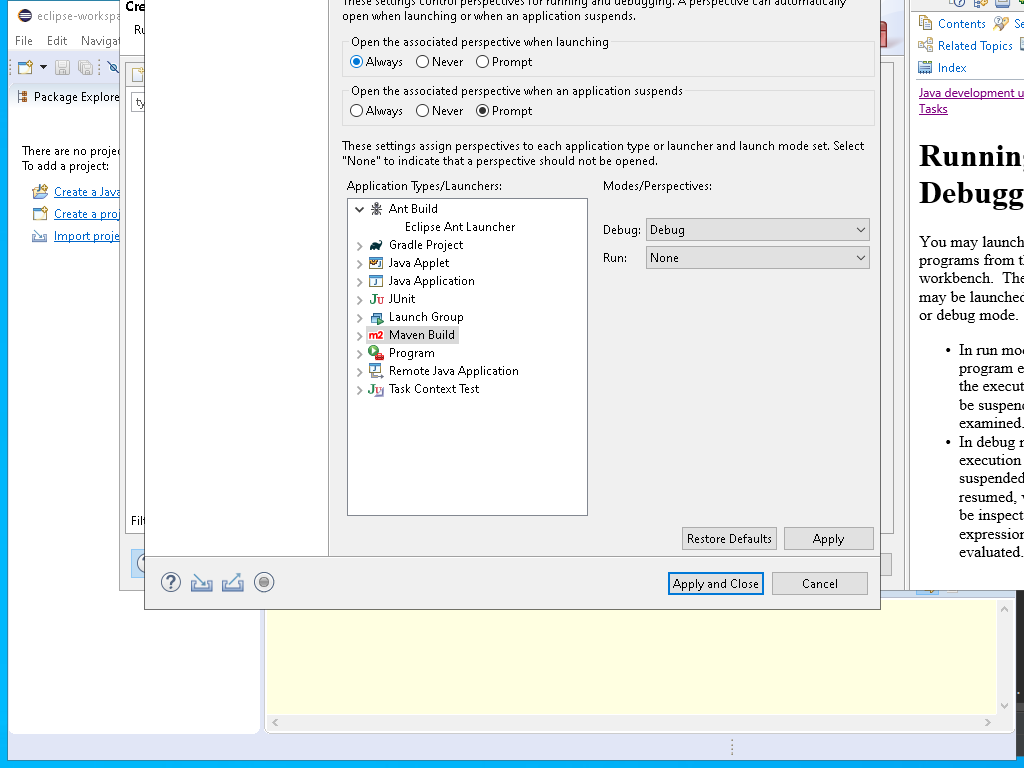 eclipse-workspa
File Edit Navigat
Package Explore
There are no projec
To add a project:
Create a Java
Create a proj
Import proje
Cre
Ru
ty
Filt
These settings control perspectives for running and debugging. A perspective can automatically
open when launching or when an application suspends.
Open the associated perspective when launching
Always Never Prompt
Open the associated perspective when an application suspends
Always Never Prompt
These settings assign perspectives to each application type or launcher and launch mode set. Select
"None" to indicate that a perspective should not be opened.
Application Types/Launchers:
Modes/Perspectives:
Ant Build
Eclipse Ant Launcher
Gradle Project
Java Applet
Java Application
JUnit
Launch Group
Maven Build
Program
Remote Java Application
Task Context Test
Debug: Debug
Run: None
Restore Defaults Apply
Apply and Close Cancel
Contents Se
Related Topics
Index
Java development u
Tasks
Running
Debugg
You may launch
programs from th
workbench. The
may be launched
or debug mode.
• In run mod
program e
the execut
be suspend
examined.
• In debug m
execution
suspended
resumed, v
be inspect
expression
evaluated.